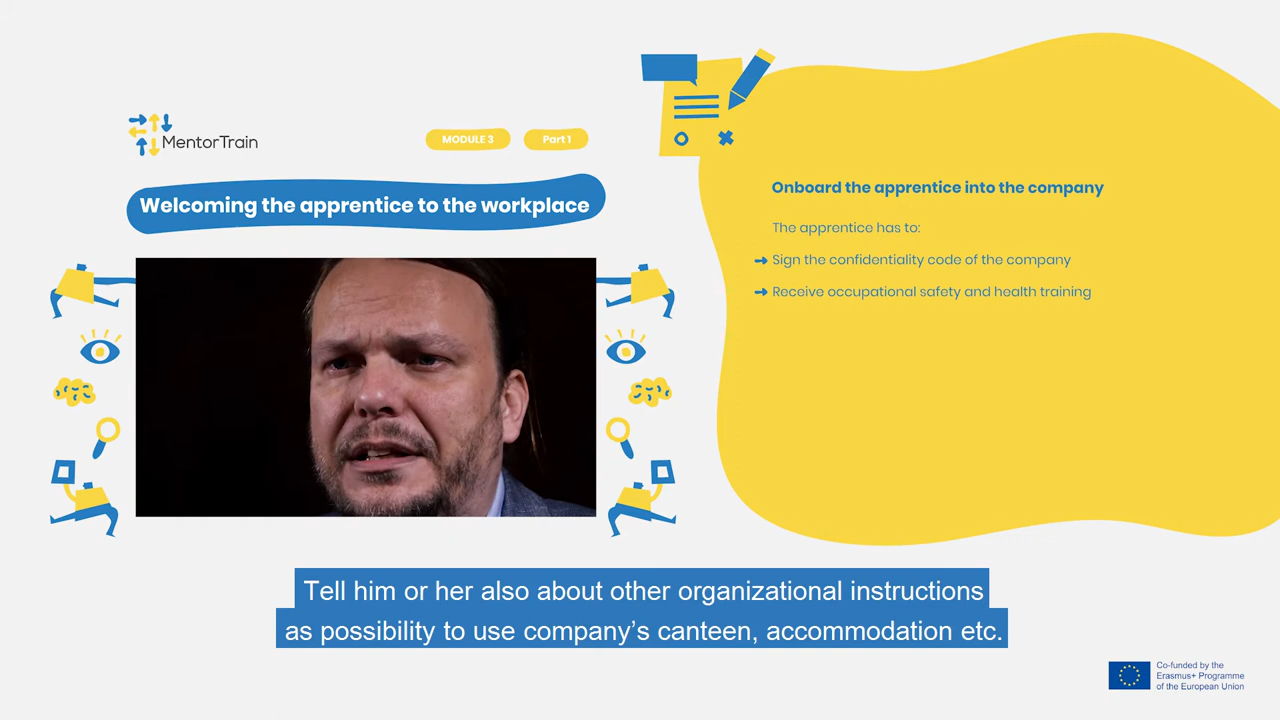 MentorTrain
MODULE 3
Part 1
Welcoming the apprentice to the workplace
Onboard the apprentice into the company
The apprentice has to:
Sign the confidentiality code of the company
Receive occupational safety and health training
Tell him or her also about other organizational instructions
as possibility to use company’s canteen, accommodation etc.
Co-funded by the
Erasmus+ Programme
of the European Union